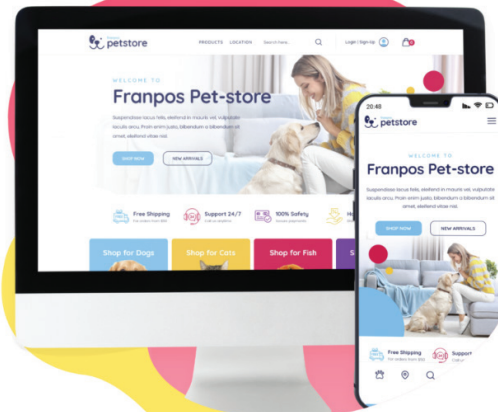 petstore
PRODUCTS LOCATION Search here... Login | Sign-Up
WELCOME TO
Franpos Pet-store
Suspendisse lacus felis, eleifend in mauris vel, vulputate
iaculis arcu. Proin enim justo, bibendum a bibendum sit
amet, eleifend vitae nisl.
SHOP NOW NEW ARRIVALS
Free Shipping Support 24/7 100% Safety
Shop for Dogs Shop for Cats Shop for Fish S
20:48
petstore
WELCOME TO
Franpos Pet-store
Suspendisse lacus felis, eleifend in mauris vel, vulputate
iaculis arcu. Proin enim justo, bibendum a bibendum sit
amet, eleifend vitae nisl.
SHOP NOW NEW ARRIVALS
Free Shipping Support